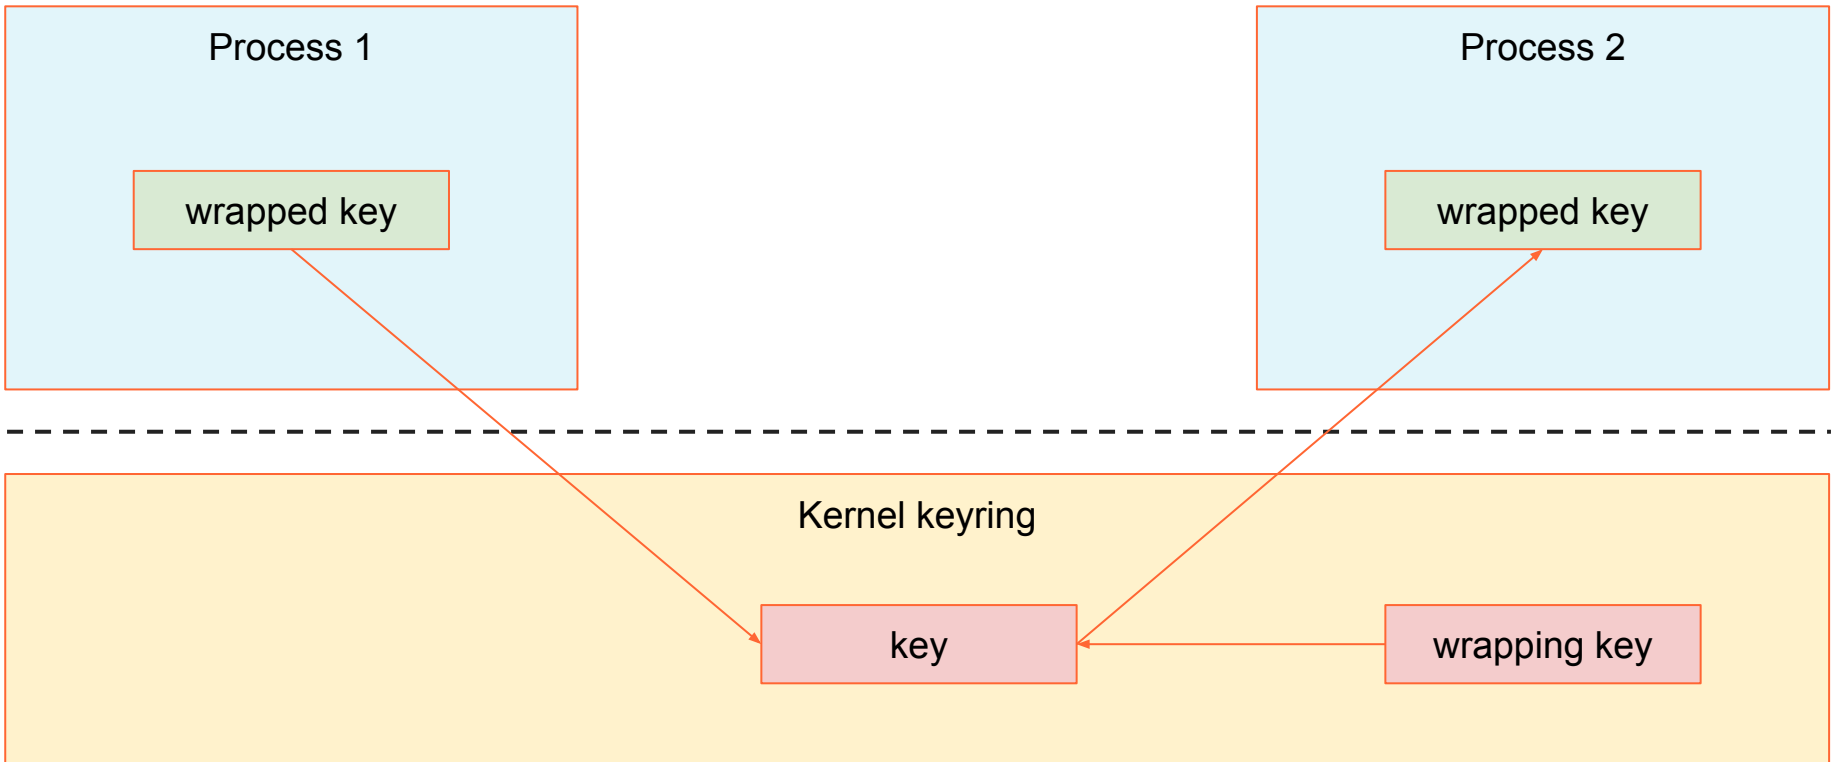 Process 1
Process 2
wrapped key
wrapped key
Kernel keyring
key
wrapping key